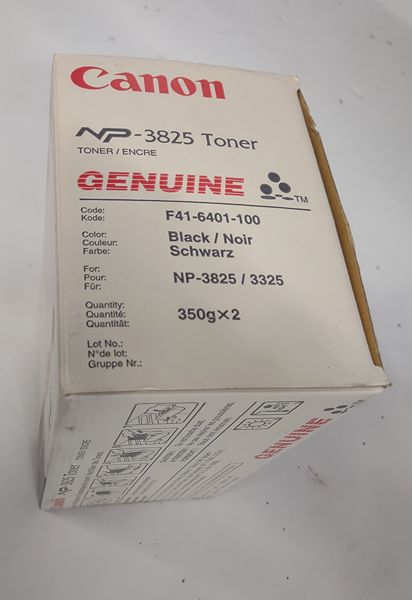 Canon
NP-3825 Toner
TONER / ENCRE
GENUINE TM
Code: F41-6401-100
Kode:
Color: Black / Noir
Couleur: Schwarz
Farbe:
For: NP-3825 / 3325
Pour:
Für:
Quantity: 350g×2
Quantité:
Quantität:
Lot No.:
N°de lot:
Gruppe Nr.:
GENUINE
Canon
NP-3825 Toner